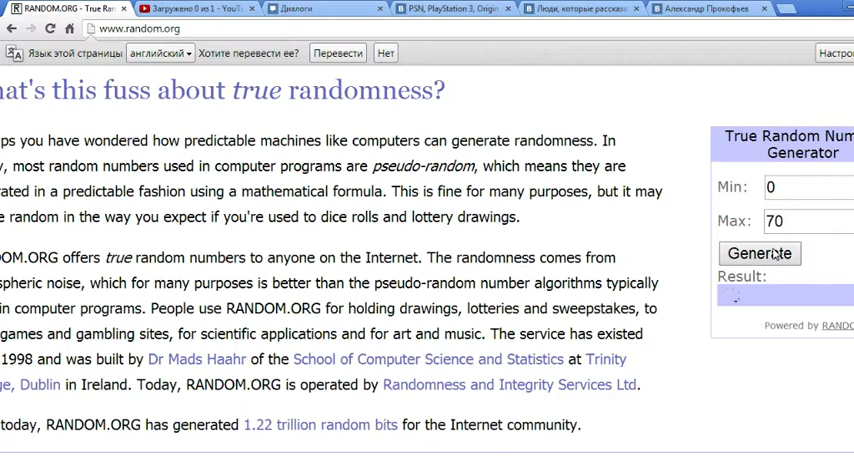 RANDOM.ORG - True Ran
Загружено 0 из 1 - YouT
Диалоги
PSN, PlayStation 3, Origin
Люди, которые рассказа
Александр Прокофьев
www.random.org
Язык этой страницы английский Хотите перевести ее? Перевести Нет Настро
hat's this fuss about true randomness?
ps you have wondered how predictable machines like computers can generate randomness. In
y, most random numbers used in computer programs are pseudo-random, which means they are
rated in a predictable fashion using a mathematical formula. This is fine for many purposes, but it may
e random in the way you expect if you're used to dice rolls and lottery drawings.
OM.ORG offers true random numbers to anyone on the Internet. The randomness comes from
spheric noise, which for many purposes is better than the pseudo-random number algorithms typically
in computer programs. People use RANDOM.ORG for holding drawings, lotteries and sweepstakes, to
games and gambling sites, for scientific applications and for art and music. The service has existed
1998 and was built by Dr Mads Haahr of the School of Computer Science and Statistics at Trinity
ge, Dublin in Ireland. Today, RANDOM.ORG is operated by Randomness and Integrity Services Ltd.
today, RANDOM.ORG has generated 1.22 trillion random bits for the Internet community.
True Random Num
Generator
Min: 0
Max: 70
Generate
Result:
Powered by RANDO